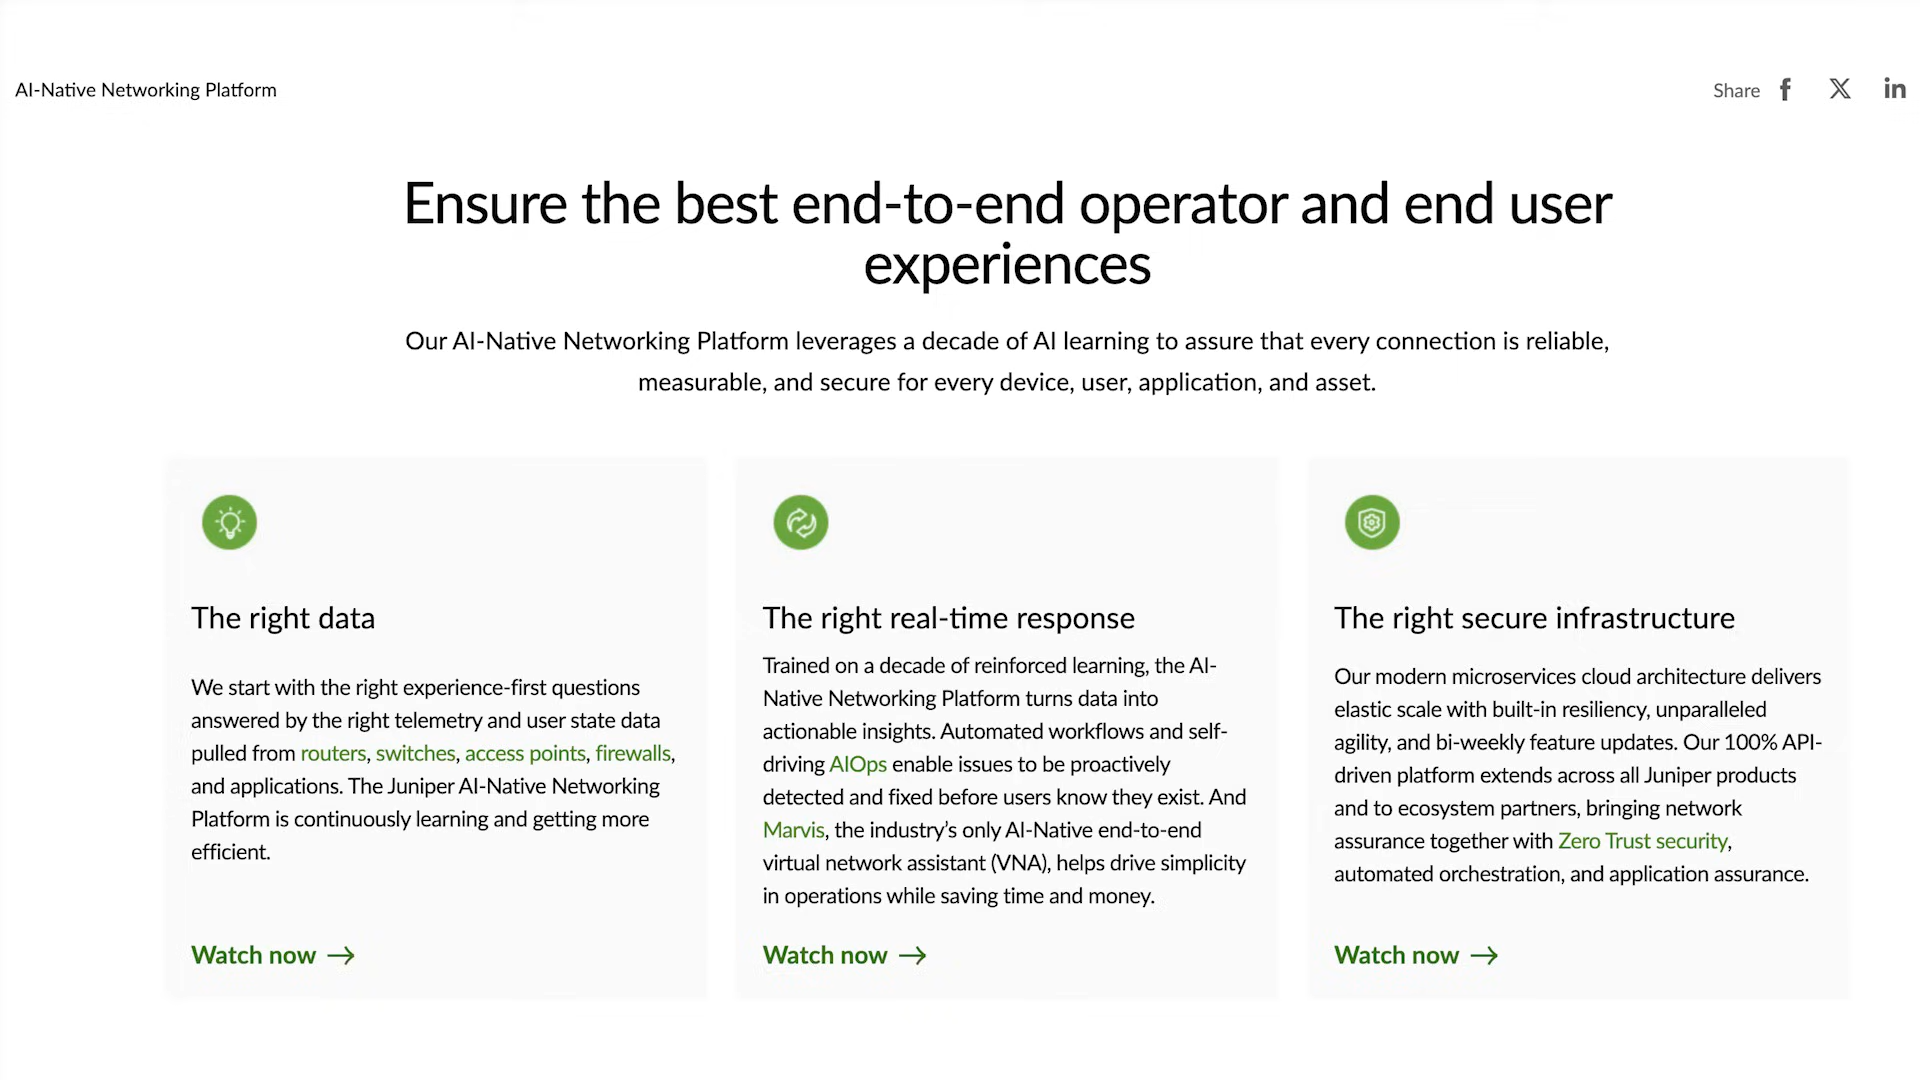 AI-Native Networking Platform
Share
Ensure the best end-to-end operator and end user
experiences
Our AI-Native Networking Platform leverages a decade of AI learning to assure that every connection is reliable,
measurable, and secure for every device, user, application, and asset.
The right data
We start with the right experience-first questions
answered by the right telemetry and user state data
pulled from routers, switches, access points, firewalls,
and applications. The Juniper AI-Native Networking
Platform is continuously learning and getting more
efficient.
Watch now
The right real-time response
Trained on a decade of reinforced learning, the AI-
Native Networking Platform turns data into
actionable insights. Automated workflows and self-
driving AIOps enable issues to be proactively
detected and fixed before users know they exist. And
Marvis, the industry’s only AI-Native end-to-end
virtual network assistant (VNA), helps drive simplicity
in operations while saving time and money.
Watch now
The right secure infrastructure
Our modern microservices cloud architecture delivers
elastic scale with built-in resiliency, unparalleled
agility, and bi-weekly feature updates. Our 100% API-
driven platform extends across all Juniper products
and to ecosystem partners, bringing network
assurance together with Zero Trust security,
automated orchestration, and application assurance.
Watch now